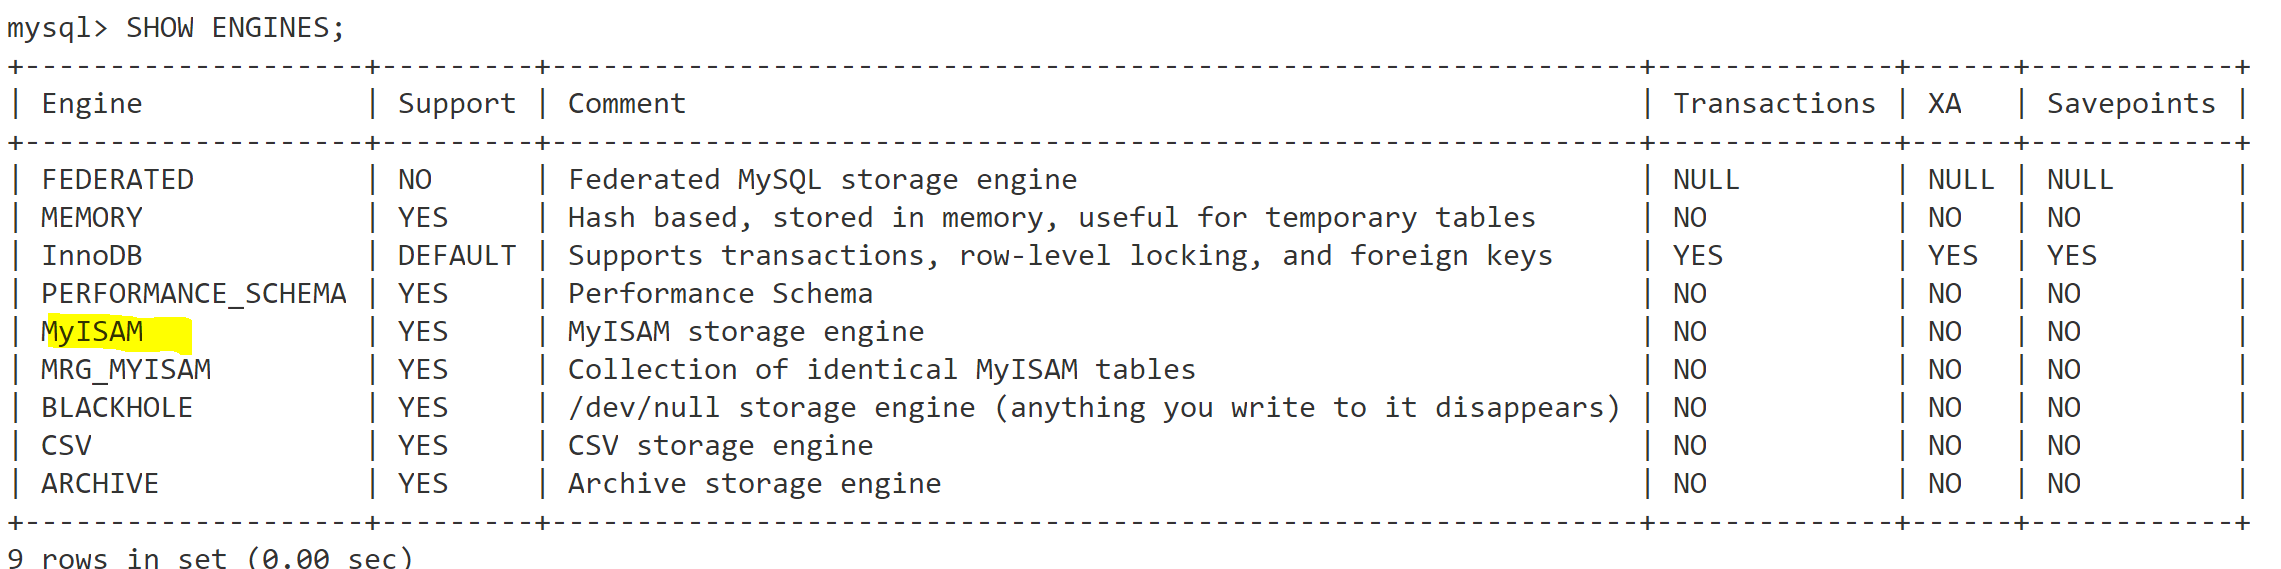 mysql> SHOW ENGINES;
+--------------------+---------+----------------------------------------------------------------+--------------+------+------------+
| Engine             | Support | Comment                                                        | Transactions | XA   | Savepoints |
+--------------------+---------+----------------------------------------------------------------+--------------+------+------------+
| FEDERATED          | NO      | Federated MySQL storage engine                                 | NULL         | NULL | NULL       |
| MEMORY             | YES     | Hash based, stored in memory, useful for temporary tables      | NO           | NO   | NO         |
| InnoDB             | DEFAULT | Supports transactions, row-level locking, and foreign keys     | YES          | YES  | YES        |
| PERFORMANCE_SCHEMA | YES     | Performance Schema                                             | NO           | NO   | NO         |
| MyISAM             | YES     | MyISAM storage engine                                          | NO           | NO   | NO         |
| MRG_MYISAM         | YES     | Collection of identical MyISAM tables                          | NO           | NO   | NO         |
| BLACKHOLE          | YES     | /dev/null storage engine (anything you write to it disappears) | NO           | NO   | NO         |
| CSV                | YES     | CSV storage engine                                             | NO           | NO   | NO         |
| ARCHIVE            | YES     | Archive storage engine                                         | NO           | NO   | NO         |
+--------------------+---------+----------------------------------------------------------------+--------------+------+------------+
9 rows in set (0.00 sec)